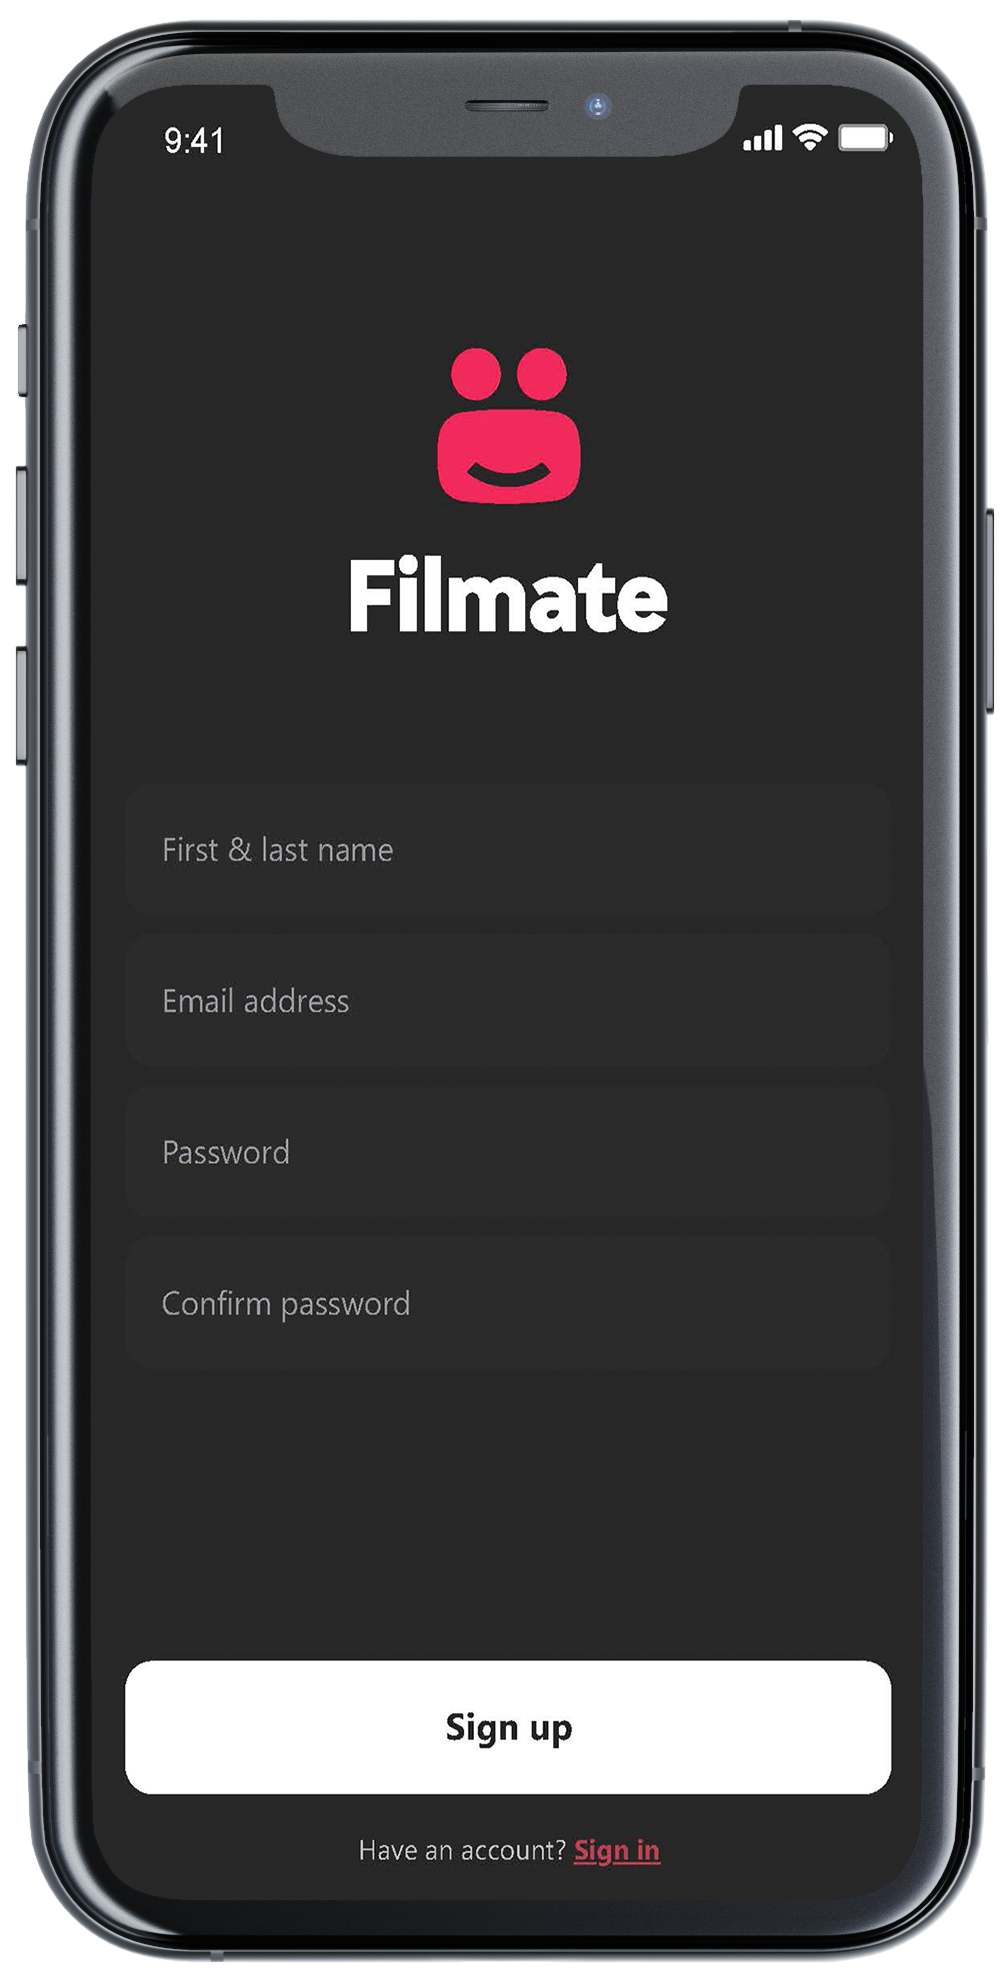 9:41
Filmate
First & last name
Email address
Password
Confirm password
Sign up
Have an account? Sign in